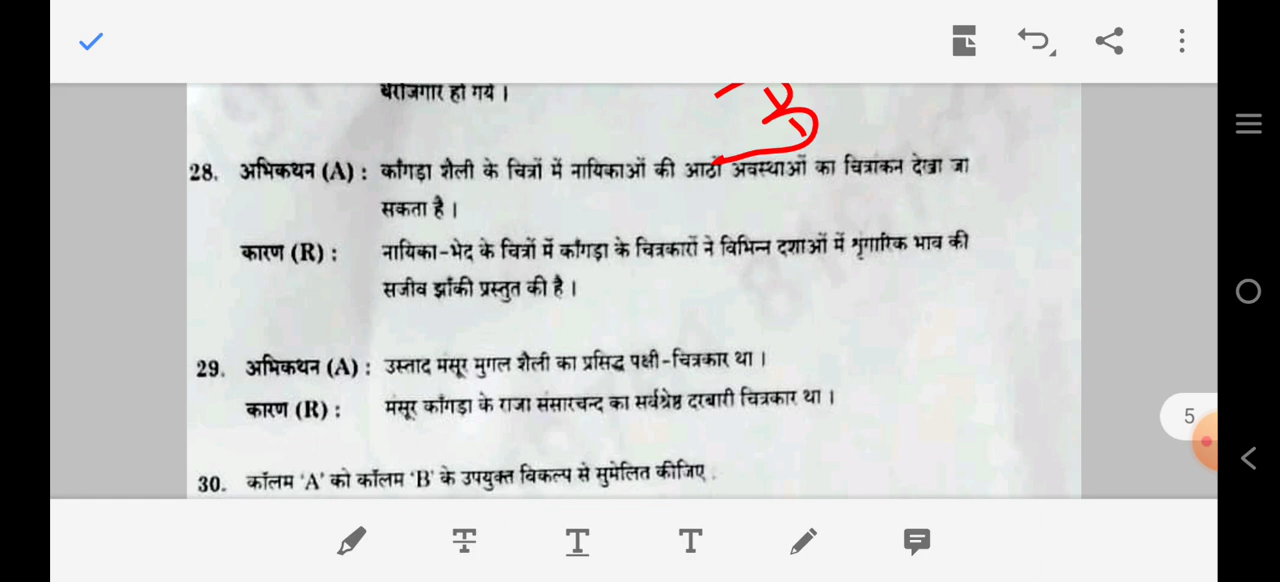 बेरोजगार हो गये ।
28. अभिकथन (A) : काँगड़ा शैली के चित्रों में नायिकाओं की आठों अवस्थाओं का चित्रांकन देखा जा
सकता है ।
कारण (R) : नायिका-भेद के चित्रों में काँगड़ा के चित्रकारों ने विभिन्न दशाओं में शृंगारिक भाव की
सजीव झाँकी प्रस्तुत की है ।
29. अभिकथन (A) : उस्ताद मंसूर मुगल शैली का प्रसिद्ध पक्षी-चित्रकार था ।
कारण (R) : मंसूर काँगड़ा के राजा संसारचन्द का सर्वश्रेष्ठ दरबारी चित्रकार था ।
5
30. कॉलम 'A' को कॉलम 'B' के उपयुक्त विकल्प से सुमेलित कीजिए :
T T T